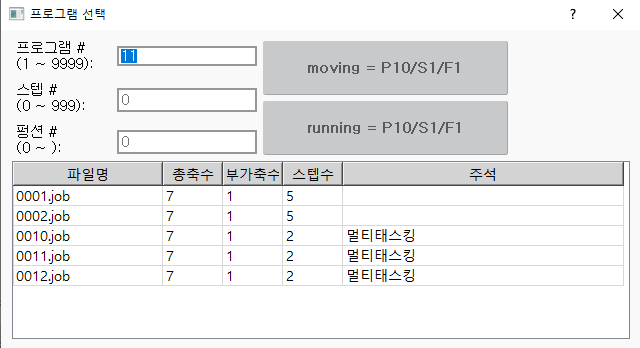 프로그램 선택
프로그램 #
(1 ~ 9999):
11
moving = P10/S1/F1
스텝 #
(0 ~ 999):
0
running = P10/S1/F1
펑션 #
(0 ~ ):
0
파일명 총축수 부가축수 스텝수 주석
0001.job 7 1 5
0002.job 7 1 5
0010.job 7 1 2 멀티태스킹
0011.job 7 1 2 멀티태스킹
0012.job 7 1 2 멀티태스킹